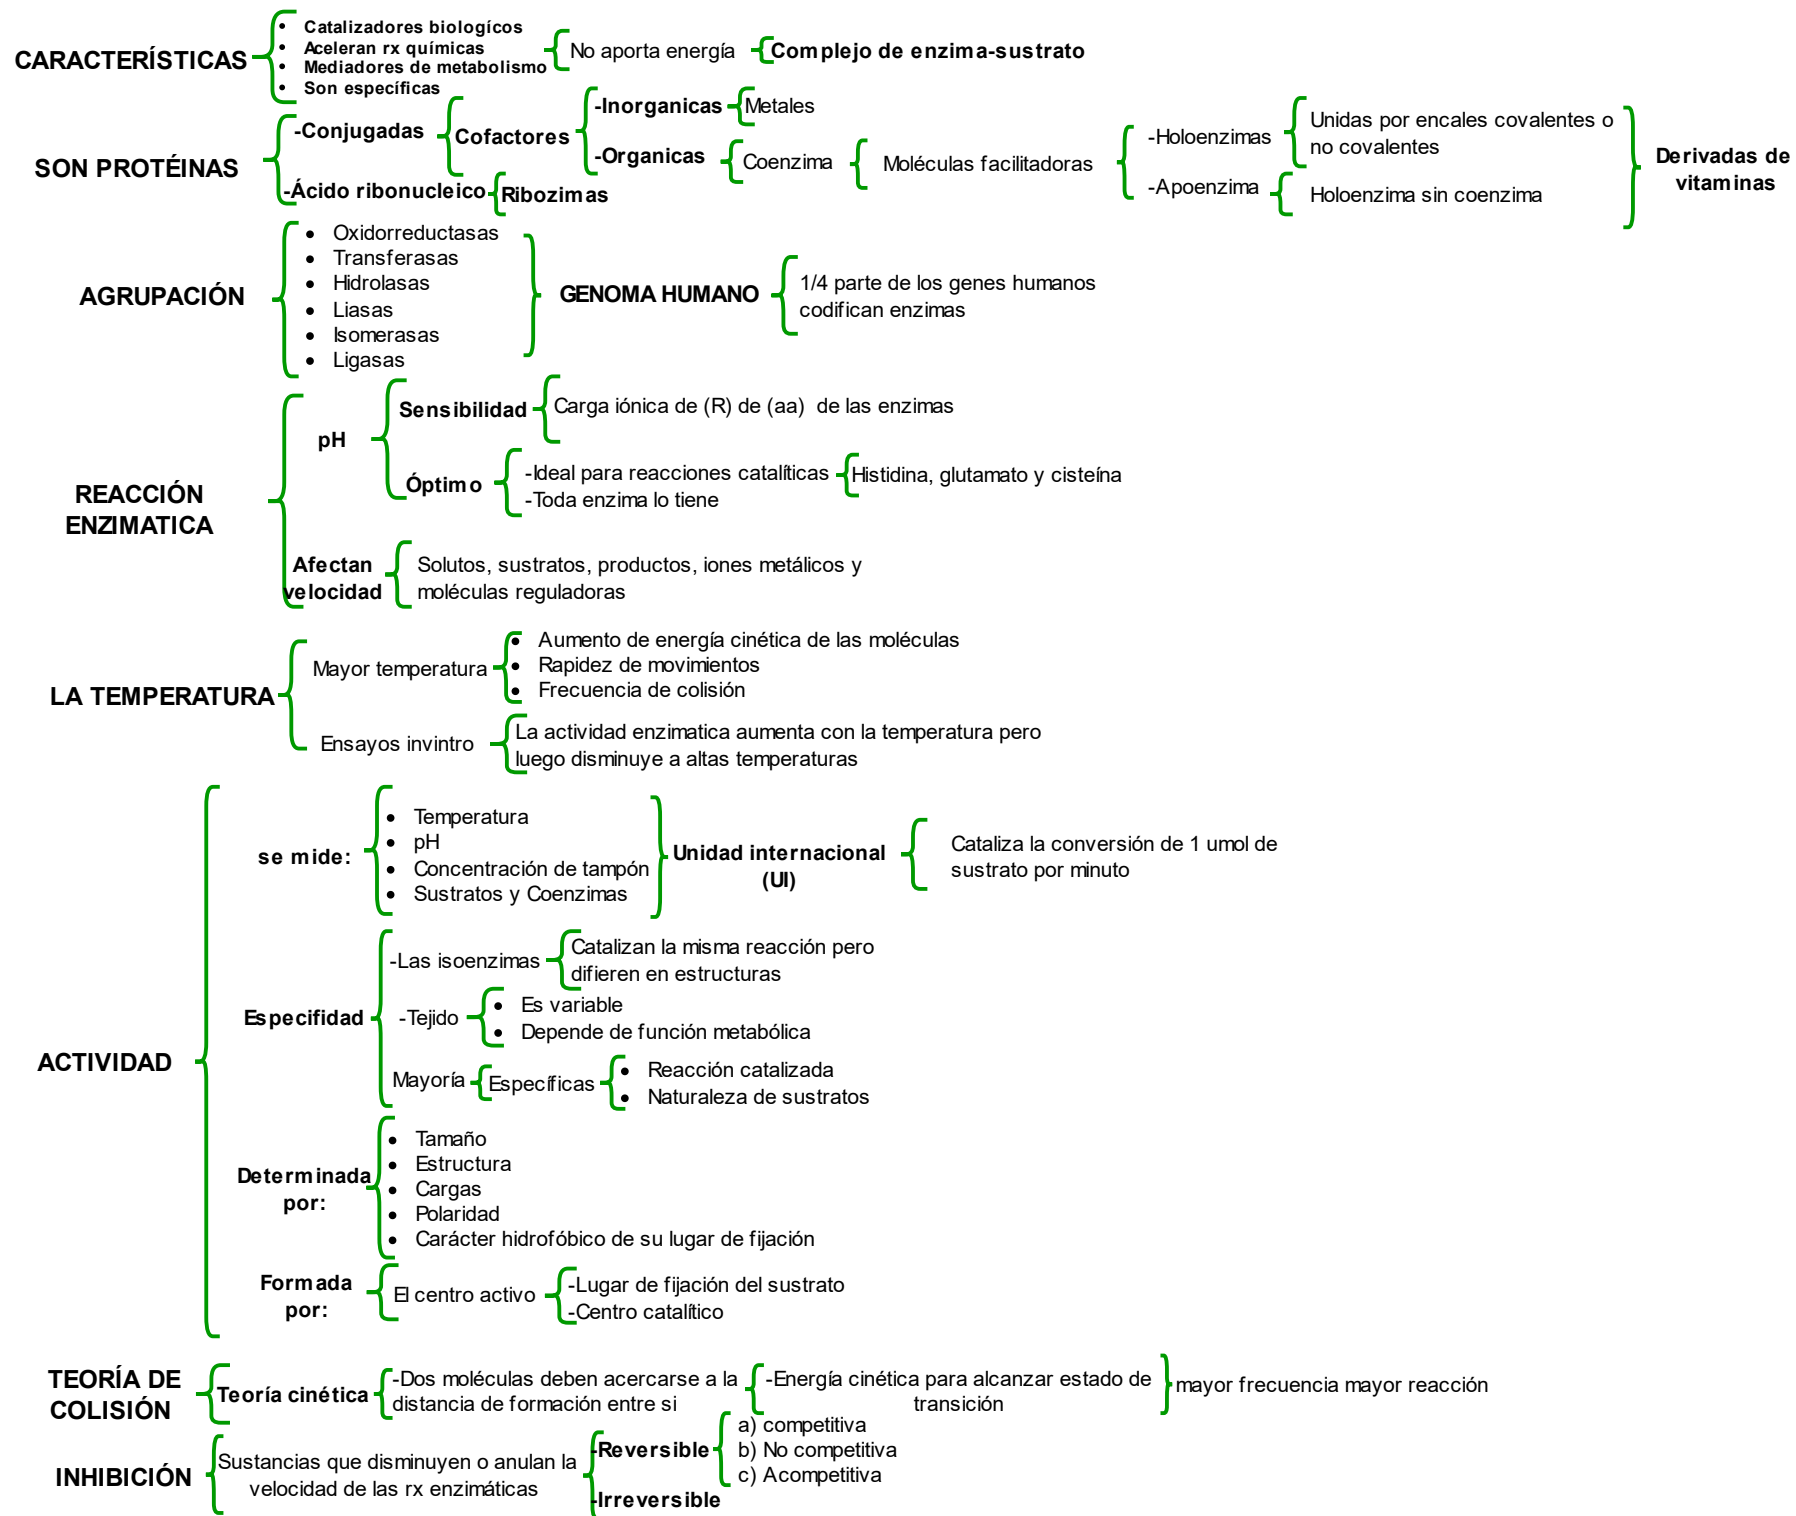 CARACTERÍSTICAS
• Catalizadores biologícos
• Aceleran rx químicas
• Mediadores de metabolismo
• Son específicas
No aporta energía
Complejo de enzima-sustrato
SON PROTÉINAS
-Conjugadas
Cofactores
-Inorganicas
Metales
-Organicas
Coenzima
Moléculas facilitadoras
-Holoenzimas
Unidas por encales covalentes o
no covalentes
-Apoenzima
Holoenzima sin coenzima
Derivadas de
vitaminas
-Ácido ribonucleico
Ribozimas
AGRUPACIÓN
• Oxidorreductasas
• Transferasas
• Hidrolasas
• Liasas
• Isomerasas
• Ligasas
GENOMA HUMANO
1/4 parte de los genes humanos
codifican enzimas
REACCIÓN
ENZIMATICA
pH
Sensibilidad
Carga iónica de (R) de (aa) de las enzimas
Óptimo
-Ideal para reacciones catalíticas
-Toda enzima lo tiene
Histidina, glutamato y cisteína
Afectan
velocidad
Solutos, sustratos, productos, iones metálicos y
moléculas reguladoras
LA TEMPERATURA
Mayor temperatura
• Aumento de energía cinética de las moléculas
• Rapidez de movimientos
• Frecuencia de colisión
Ensayos invintro
La actividad enzimatica aumenta con la temperatura pero
luego disminuye a altas temperaturas
ACTIVIDAD
se mide:
• Temperatura
• pH
• Concentración de tampón
• Sustratos y Coenzimas
Unidad internacional
(UI)
Cataliza la conversión de 1 umol de
sustrato por minuto
Especifidad
-Las isoenzimas
Catalizan la misma reacción pero
difieren en estructuras
-Tejido
• Es variable
• Depende de función metabólica
Mayoría
Específicas
• Reacción catalizada
• Naturaleza de sustratos
Determinada
por:
• Tamaño
• Estructura
• Cargas
• Polaridad
• Carácter hidrofóbico de su lugar de fijación
Formada
por:
El centro activo
-Lugar de fijación del sustrato
-Centro catalítico
TEORÍA DE
COLISIÓN
Teoría cinética
-Dos moléculas deben acercarse a la
distancia de formación entre si
-Energía cinética para alcanzar estado de
transición
mayor frecuencia mayor reacción
INHIBICIÓN
Sustancias que disminuyen o anulan la
velocidad de las rx enzimáticas
-Reversible
a) competitiva
b) No competitiva
c) Acompetitiva
-Irreversible